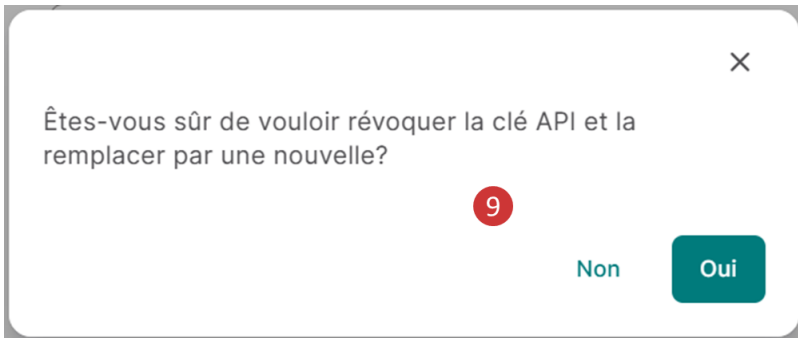 Êtes-vous sûr de vouloir révoquer la clé API et la
remplacer par une nouvelle?
9
Non
Oui